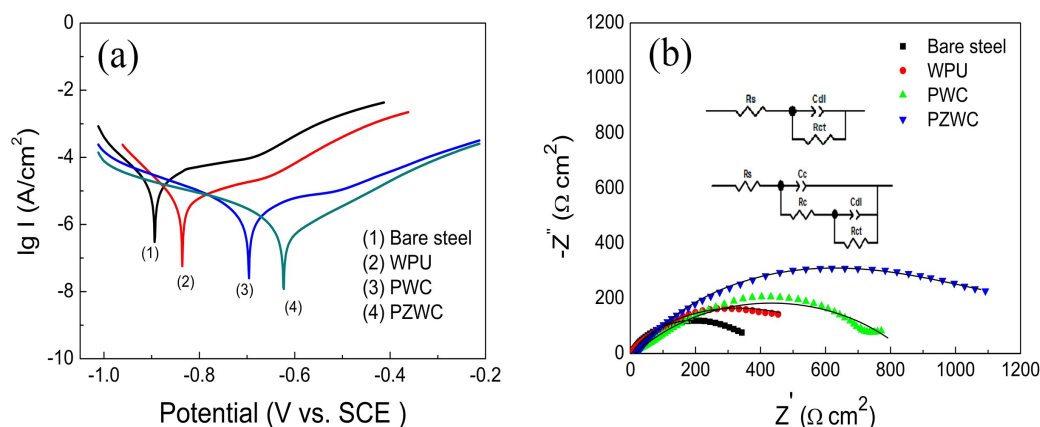 (a)
lg I (A/cm2)
0
-2
-4
-6
-8
-10
(1)
(2)
(3)
(4)
(1) Bare steel
(2) WPU
(3) PWC
(4) PZWC
-1.0 -0.8 -0.6 -0.4 -0.2
Potential (V vs. SCE )
(b)
-Z" (Ω cm2)
1200
1000
800
600
400
200
0
Bare steel
WPU
PWC
PZWC
Rs Cdl
Rct
Rs Cc
Rc Cdl
Rct
0 200 400 600 800 1000 1200
Z' (Ω cm2)